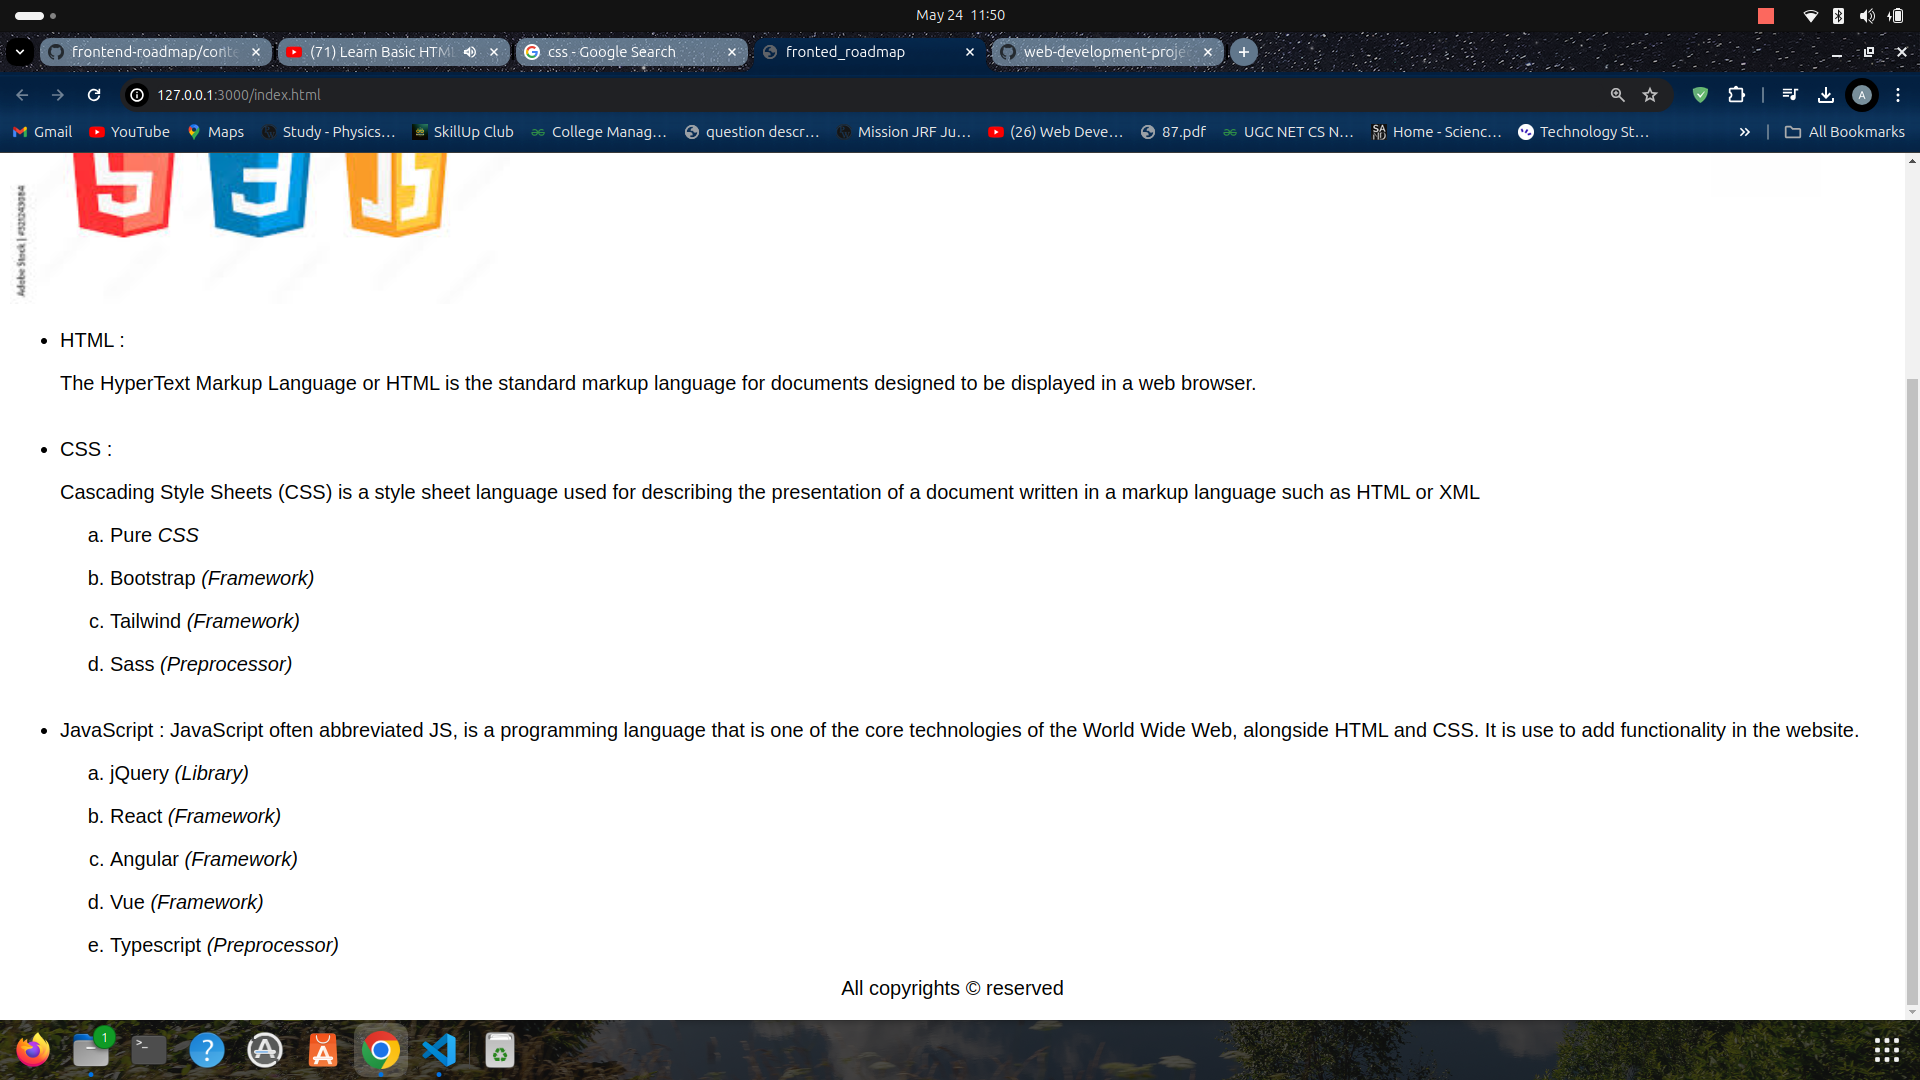 May 24 11:50
frontend-roadmap/conte
(71) Learn Basic HTML
css - Google Search
fronted_roadmap
web-development-proje
127.0.0.1:3000/index.html
A
Gmail
YouTube
Maps
Study - Physics…
SkillUp Club
College Manag…
question descr…
Mission JRF Ju…
(26) Web Deve…
87.pdf
UGC NET CS N…
Home - Scienc…
Technology St…
All Bookmarks
Adobe Stock | #521243084
• HTML :
The HyperText Markup Language or HTML is the standard markup language for documents designed to be displayed in a web browser.
• CSS :
Cascading Style Sheets (CSS) is a style sheet language used for describing the presentation of a document written in a markup language such as HTML or XML
a. Pure CSS
b. Bootstrap (Framework)
c. Tailwind (Framework)
d. Sass (Preprocessor)
• JavaScript : JavaScript often abbreviated JS, is a programming language that is one of the core technologies of the World Wide Web, alongside HTML and CSS. It is use to add functionality in the website.
a. jQuery (Library)
b. React (Framework)
c. Angular (Framework)
d. Vue (Framework)
e. Typescript (Preprocessor)
All copyrights © reserved
1